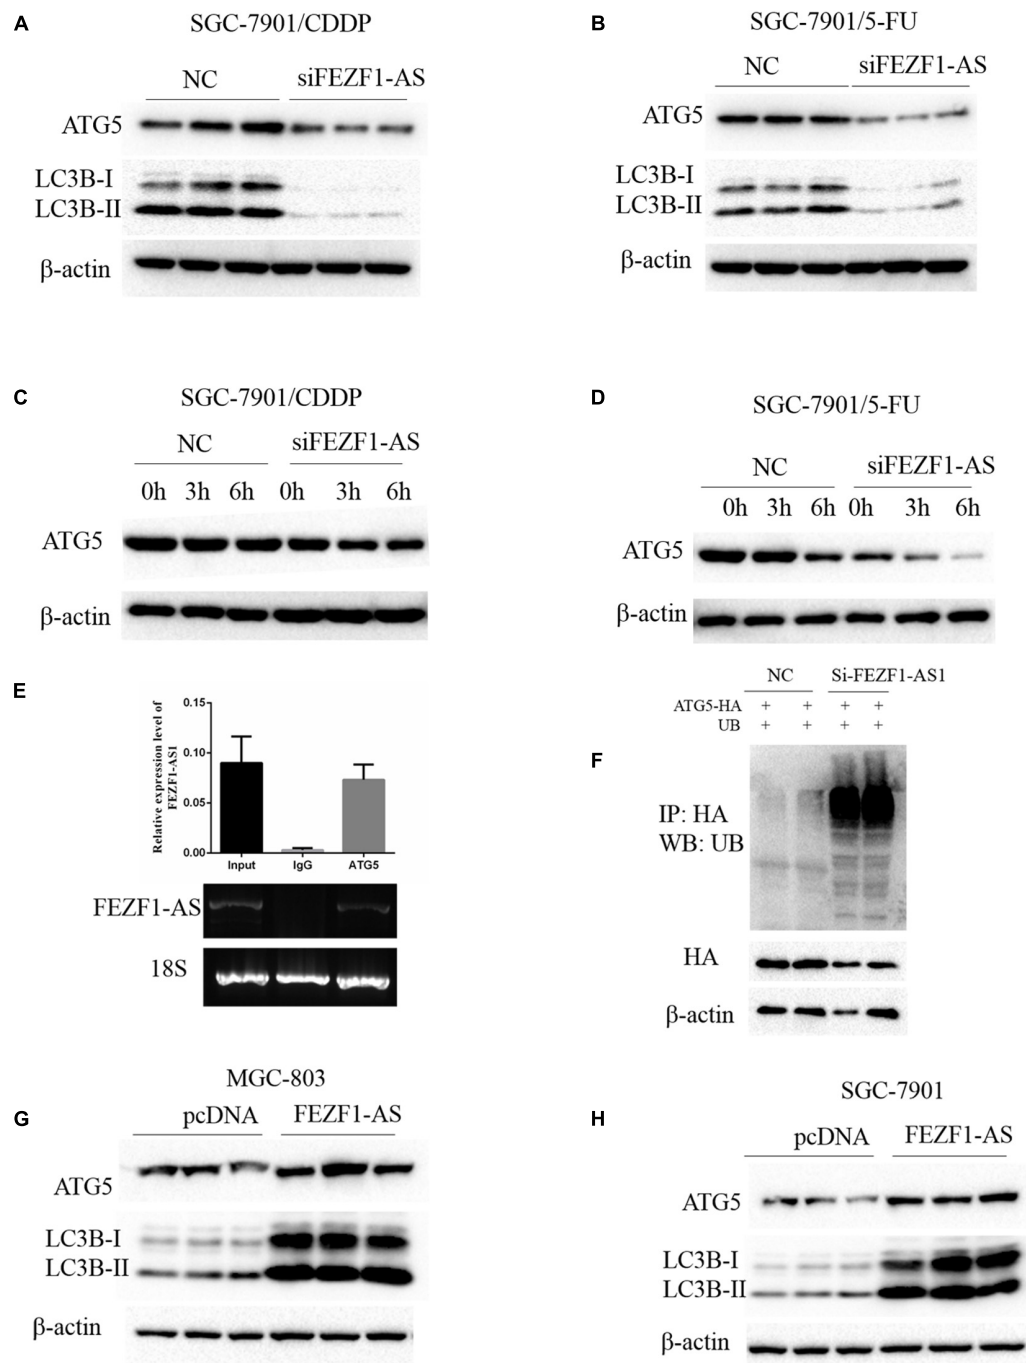 A
SGC-7901/CDDP
NC siFEZF1-AS
ATG5
LC3B-I
LC3B-II
β-actin
B
SGC-7901/5-FU
NC siFEZF1-AS
ATG5
LC3B-I
LC3B-II
β-actin
C
SGC-7901/CDDP
NC siFEZF1-AS
0h 3h 6h 0h 3h 6h
ATG5
β-actin
D
SGC-7901/5-FU
NC siFEZF1-AS
0h 3h 6h 0h 3h 6h
ATG5
β-actin
E
Relative expression level of
FEZF1-AS1
0.15
0.10
0.05
0.00
Input IgG ATG5
FEZF1-AS
18S
F
NC Si-FEZF1-AS1
ATG5-HA + + + +
UB + + + +
IP: HA
WB: UB
HA
β-actin
G
MGC-803
pcDNA FEZF1-AS
ATG5
LC3B-I
LC3B-II
β-actin
H
SGC-7901
pcDNA FEZF1-AS
ATG5
LC3B-I
LC3B-II
β-actin